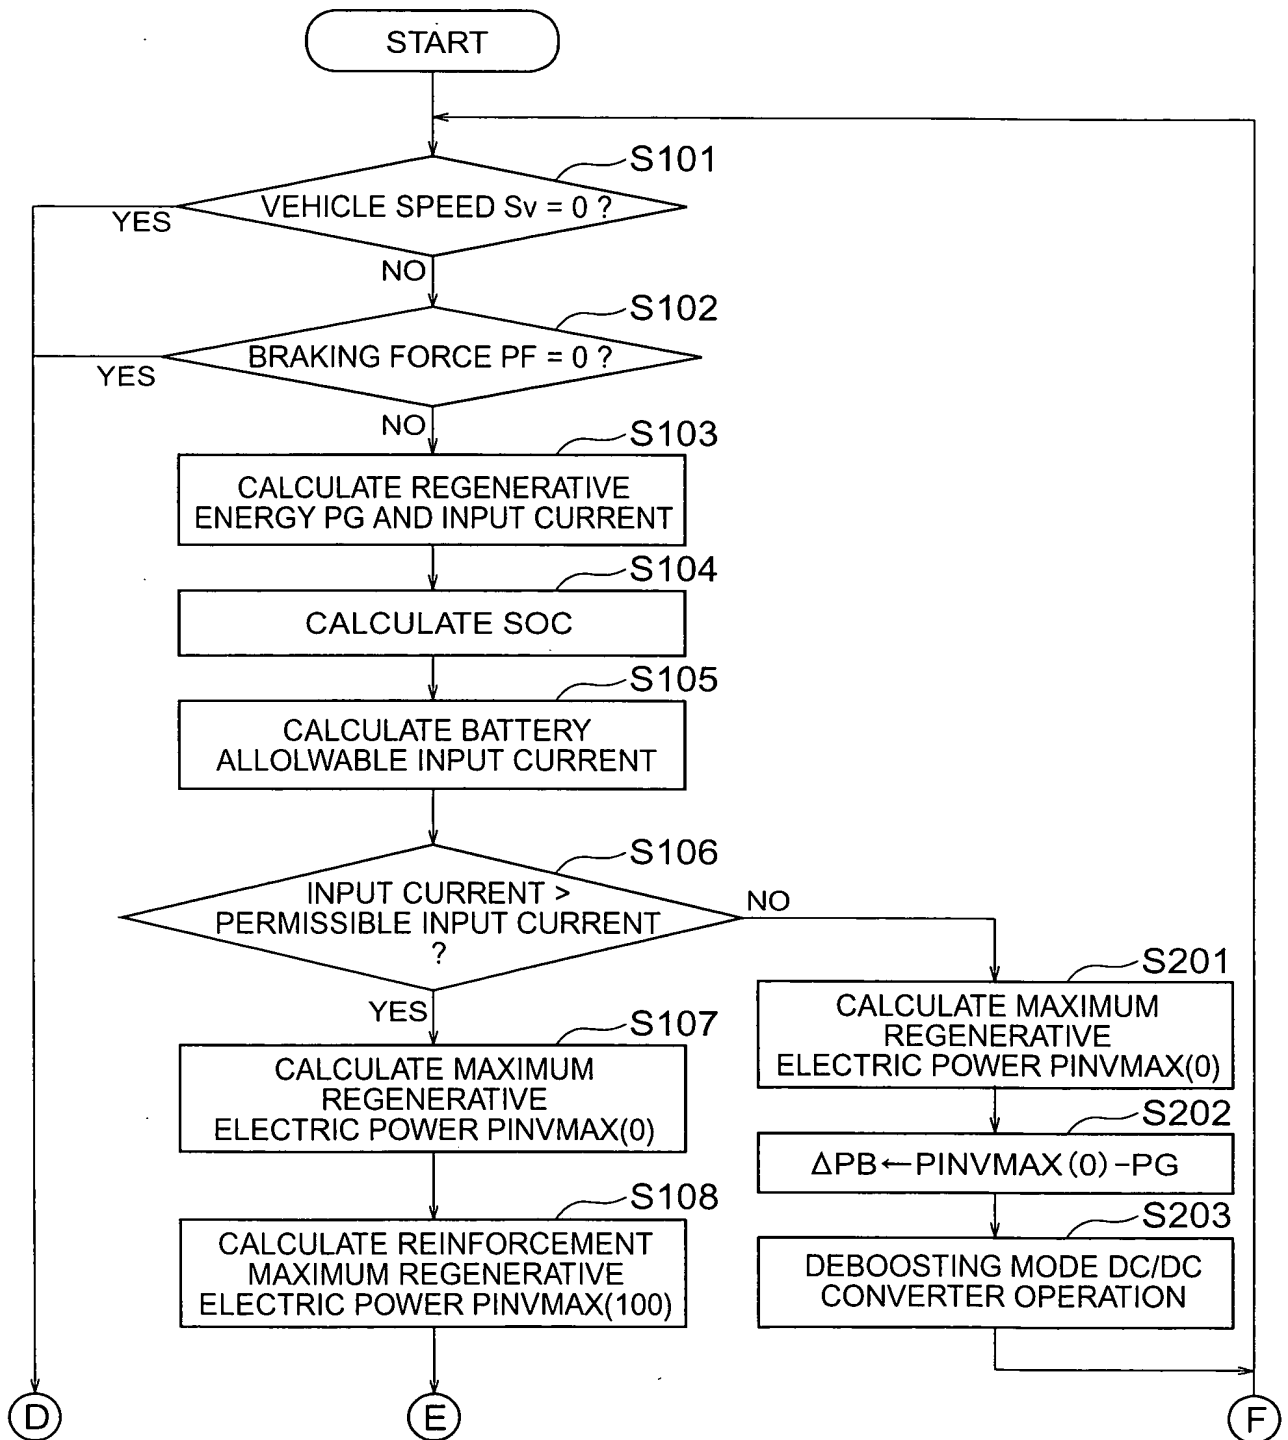 START
S101
VEHICLE SPEED Sv = 0 ?
YES
NO
S102
BRAKING FORCE PF = 0 ?
YES
NO
S103
CALCULATE REGENERATIVE
ENERGY PG AND INPUT CURRENT
S104
CALCULATE SOC
S105
CALCULATE BATTERY
ALLOLWABLE INPUT CURRENT
S106
INPUT CURRENT >
PERMISSIBLE INPUT CURRENT
?
NO
YES
S107
CALCULATE MAXIMUM
REGENERATIVE
ELECTRIC POWER PINVMAX(0)
S108
CALCULATE REINFORCEMENT
MAXIMUM REGENERATIVE
ELECTRIC POWER PINVMAX(100)
S201
CALCULATE MAXIMUM
REGENERATIVE
ELECTRIC POWER PINVMAX(0)
S202
ΔPB←PINVMAX(0)-PG
S203
DEBOOSTING MODE DC/DC
CONVERTER OPERATION
D
E
F